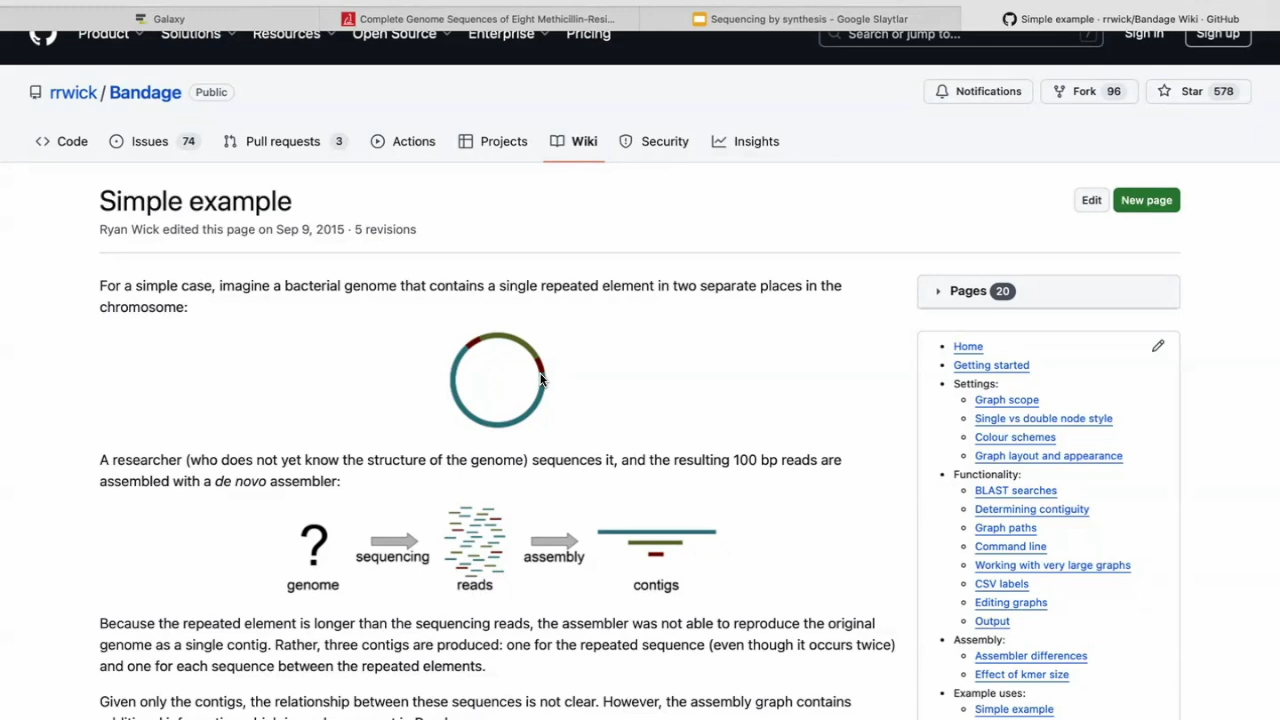 Galaxy
Complete Genome Sequences of Eight Methicillin-Resi...
Sequencing by synthesis - Google Slaytlar
Simple example · rrwick/Bandage Wiki · GitHub
Product Solutions Resources Open Source Enterprise Pricing
Search or jump to... / Sign in Sign up
rrwick / Bandage Public
Notifications Fork 96 Star 578
Code Issues 74 Pull requests 3 Actions Projects Wiki Security Insights
Simple example
Edit New page
Ryan Wick edited this page on Sep 9, 2015 · 5 revisions
For a simple case, imagine a bacterial genome that contains a single repeated element in two separate places in the
chromosome:
A researcher (who does not yet know the structure of the genome) sequences it, and the resulting 100 bp reads are
assembled with a de novo assembler:
?
sequencing
assembly
genome
reads
contigs
Because the repeated element is longer than the sequencing reads, the assembler was not able to reproduce the original
genome as a single contig. Rather, three contigs are produced: one for the repeated sequence (even though it occurs twice)
and one for each sequence between the repeated elements.
Given only the contigs, the relationship between these sequences is not clear. However, the assembly graph contains
Pages 20
Home
Getting started
Settings:
Graph scope
Single vs double node style
Colour schemes
Graph layout and appearance
Functionality:
BLAST searches
Determining contiguity
Graph paths
Command line
Working with very large graphs
CSV labels
Editing graphs
Output
Assembly:
Assembler differences
Effect of kmer size
Example uses:
Simple example